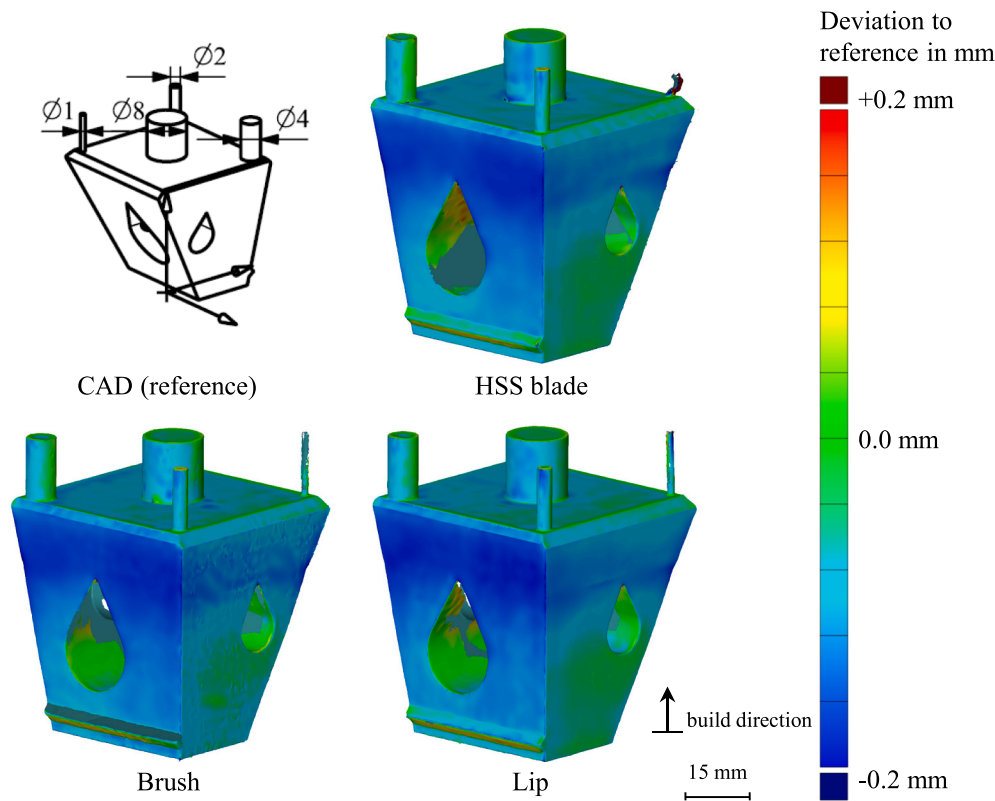 Deviation to
reference in mm
+0.2 mm
0.0 mm
-0.2 mm
Ø2
Ø1
Ø8
Ø4
CAD (reference)
HSS blade
Brush
Lip
build direction
15 mm